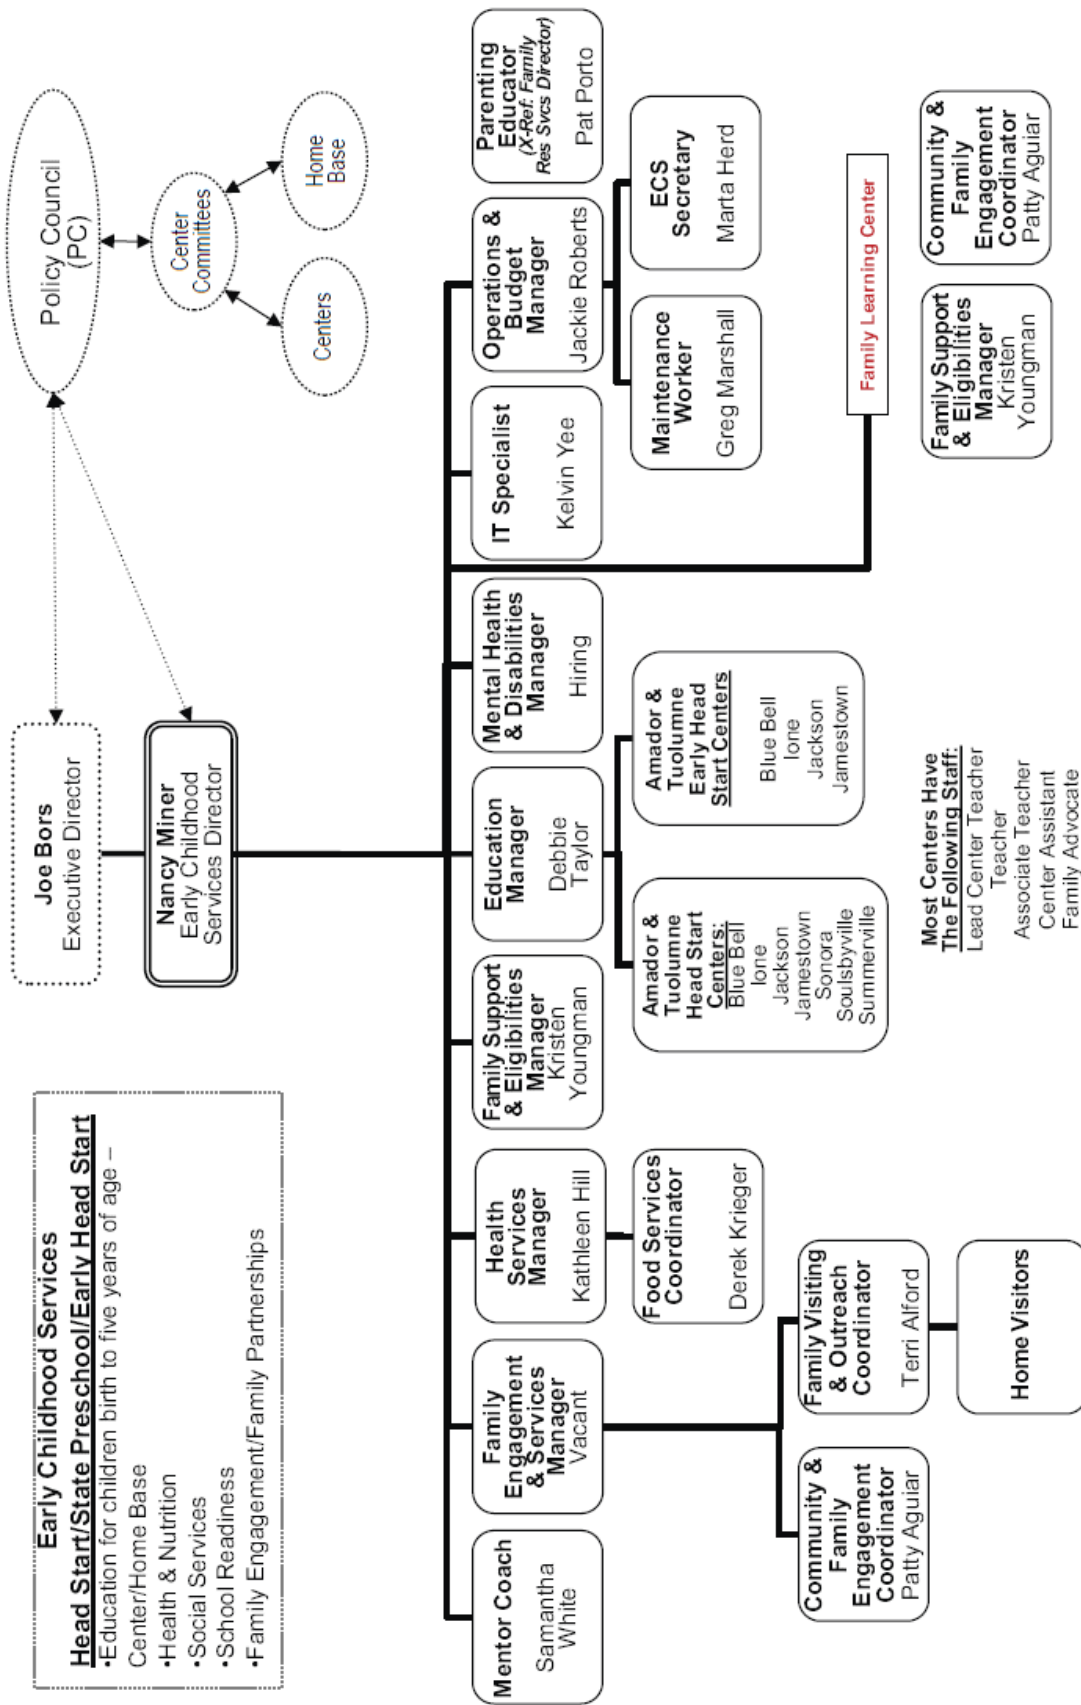 Early Childhood Services
Head Start/State Preschool/Early Head Start
•Education for children birth to five years of age –
Center/Home Base
•Health & Nutrition
•Social Services
•School Readiness
•Family Engagement/Family Partnerships
Joe Bors
Executive Director
Nancy Miner
Early Childhood
Services Director
Policy Council
(PC)
Center
Committees
Centers
Home
Base
Mentor Coach
Samantha
White
Family
Engagement
& Services
Manager
Vacant
Health
Services
Manager
Kathleen Hill
Family Support
& Eligibilities
Manager
Kristen
Youngman
Education
Manager
Debbie
Taylor
Mental Health
& Disabilities
Manager
Hiring
IT Specialist
Kelvin Yee
Operations &
Budget
Manager
Jackie Roberts
Parenting
Educator
(X-Ref. Family
Res Svcs Director)
Pat Porto
Food Services
Coordinator
Derek Krieger
Amador &
Tuolumne
Head Start
Centers:
Blue Bell
Ione
Jackson
Jamestown
Sonora
Soulsbyville
Summerville
Amador &
Tuolumne
Early Head
Start Centers
Blue Bell
Ione
Jackson
Jamestown
Maintenance
Worker
Greg Marshall
ECS
Secretary
Marta Herd
Community &
Family
Engagement
Coordinator
Patty Aguiar
Family Visiting
& Outreach
Coordinator
Terri Alford
Home Visitors
Family Learning Center
Most Centers Have
The Following Staff:
Lead Center Teacher
Teacher
Associate Teacher
Center Assistant
Family Advocate
Family Support
& Eligibilities
Manager
Kristen
Youngman
Community &
Family
Engagement
Coordinator
Patty Aguiar